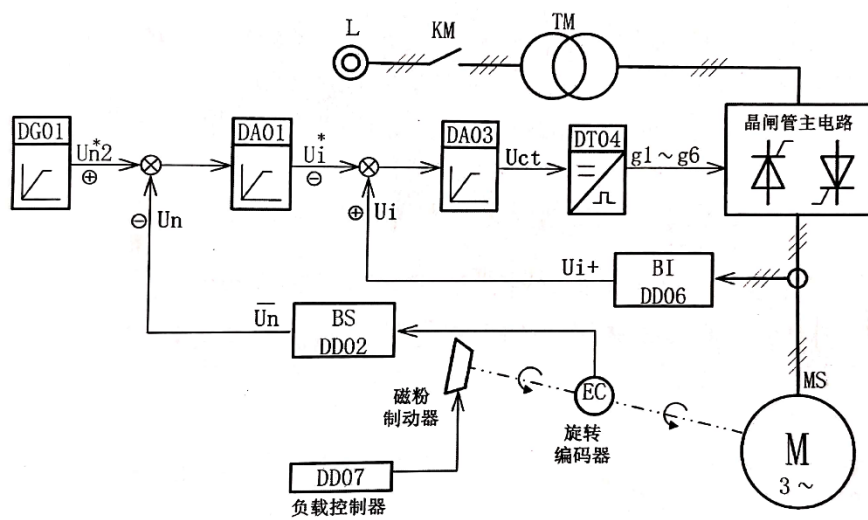 L
KM
TM
DG01
Un2*
⊕
DA01
Ui*
⊖
DA03
Uct
DT04
g1～g6
晶闸管主电路
⊖
Un
⊕
Ui
Ui+
BI
DD06
Un̄
BS
DD02
磁粉
制动器
EC
旋转
编码器
MS
M
3～
DD07
负载控制器